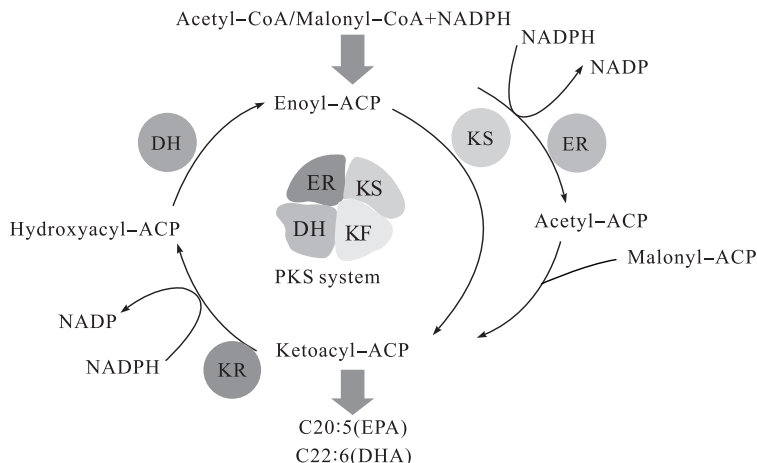 Acetyl−CoA/Malonyl−CoA+NADPH
NADPH
NADP
Enoyl−ACP
DH
KS
ER
ER
KS
DH
KF
PKS system
Hydroxyacyl−ACP
Acetyl−ACP
Malonyl−ACP
NADP
NADPH
KR
Ketoacyl−ACP
C20:5(EPA)
C22:6(DHA)